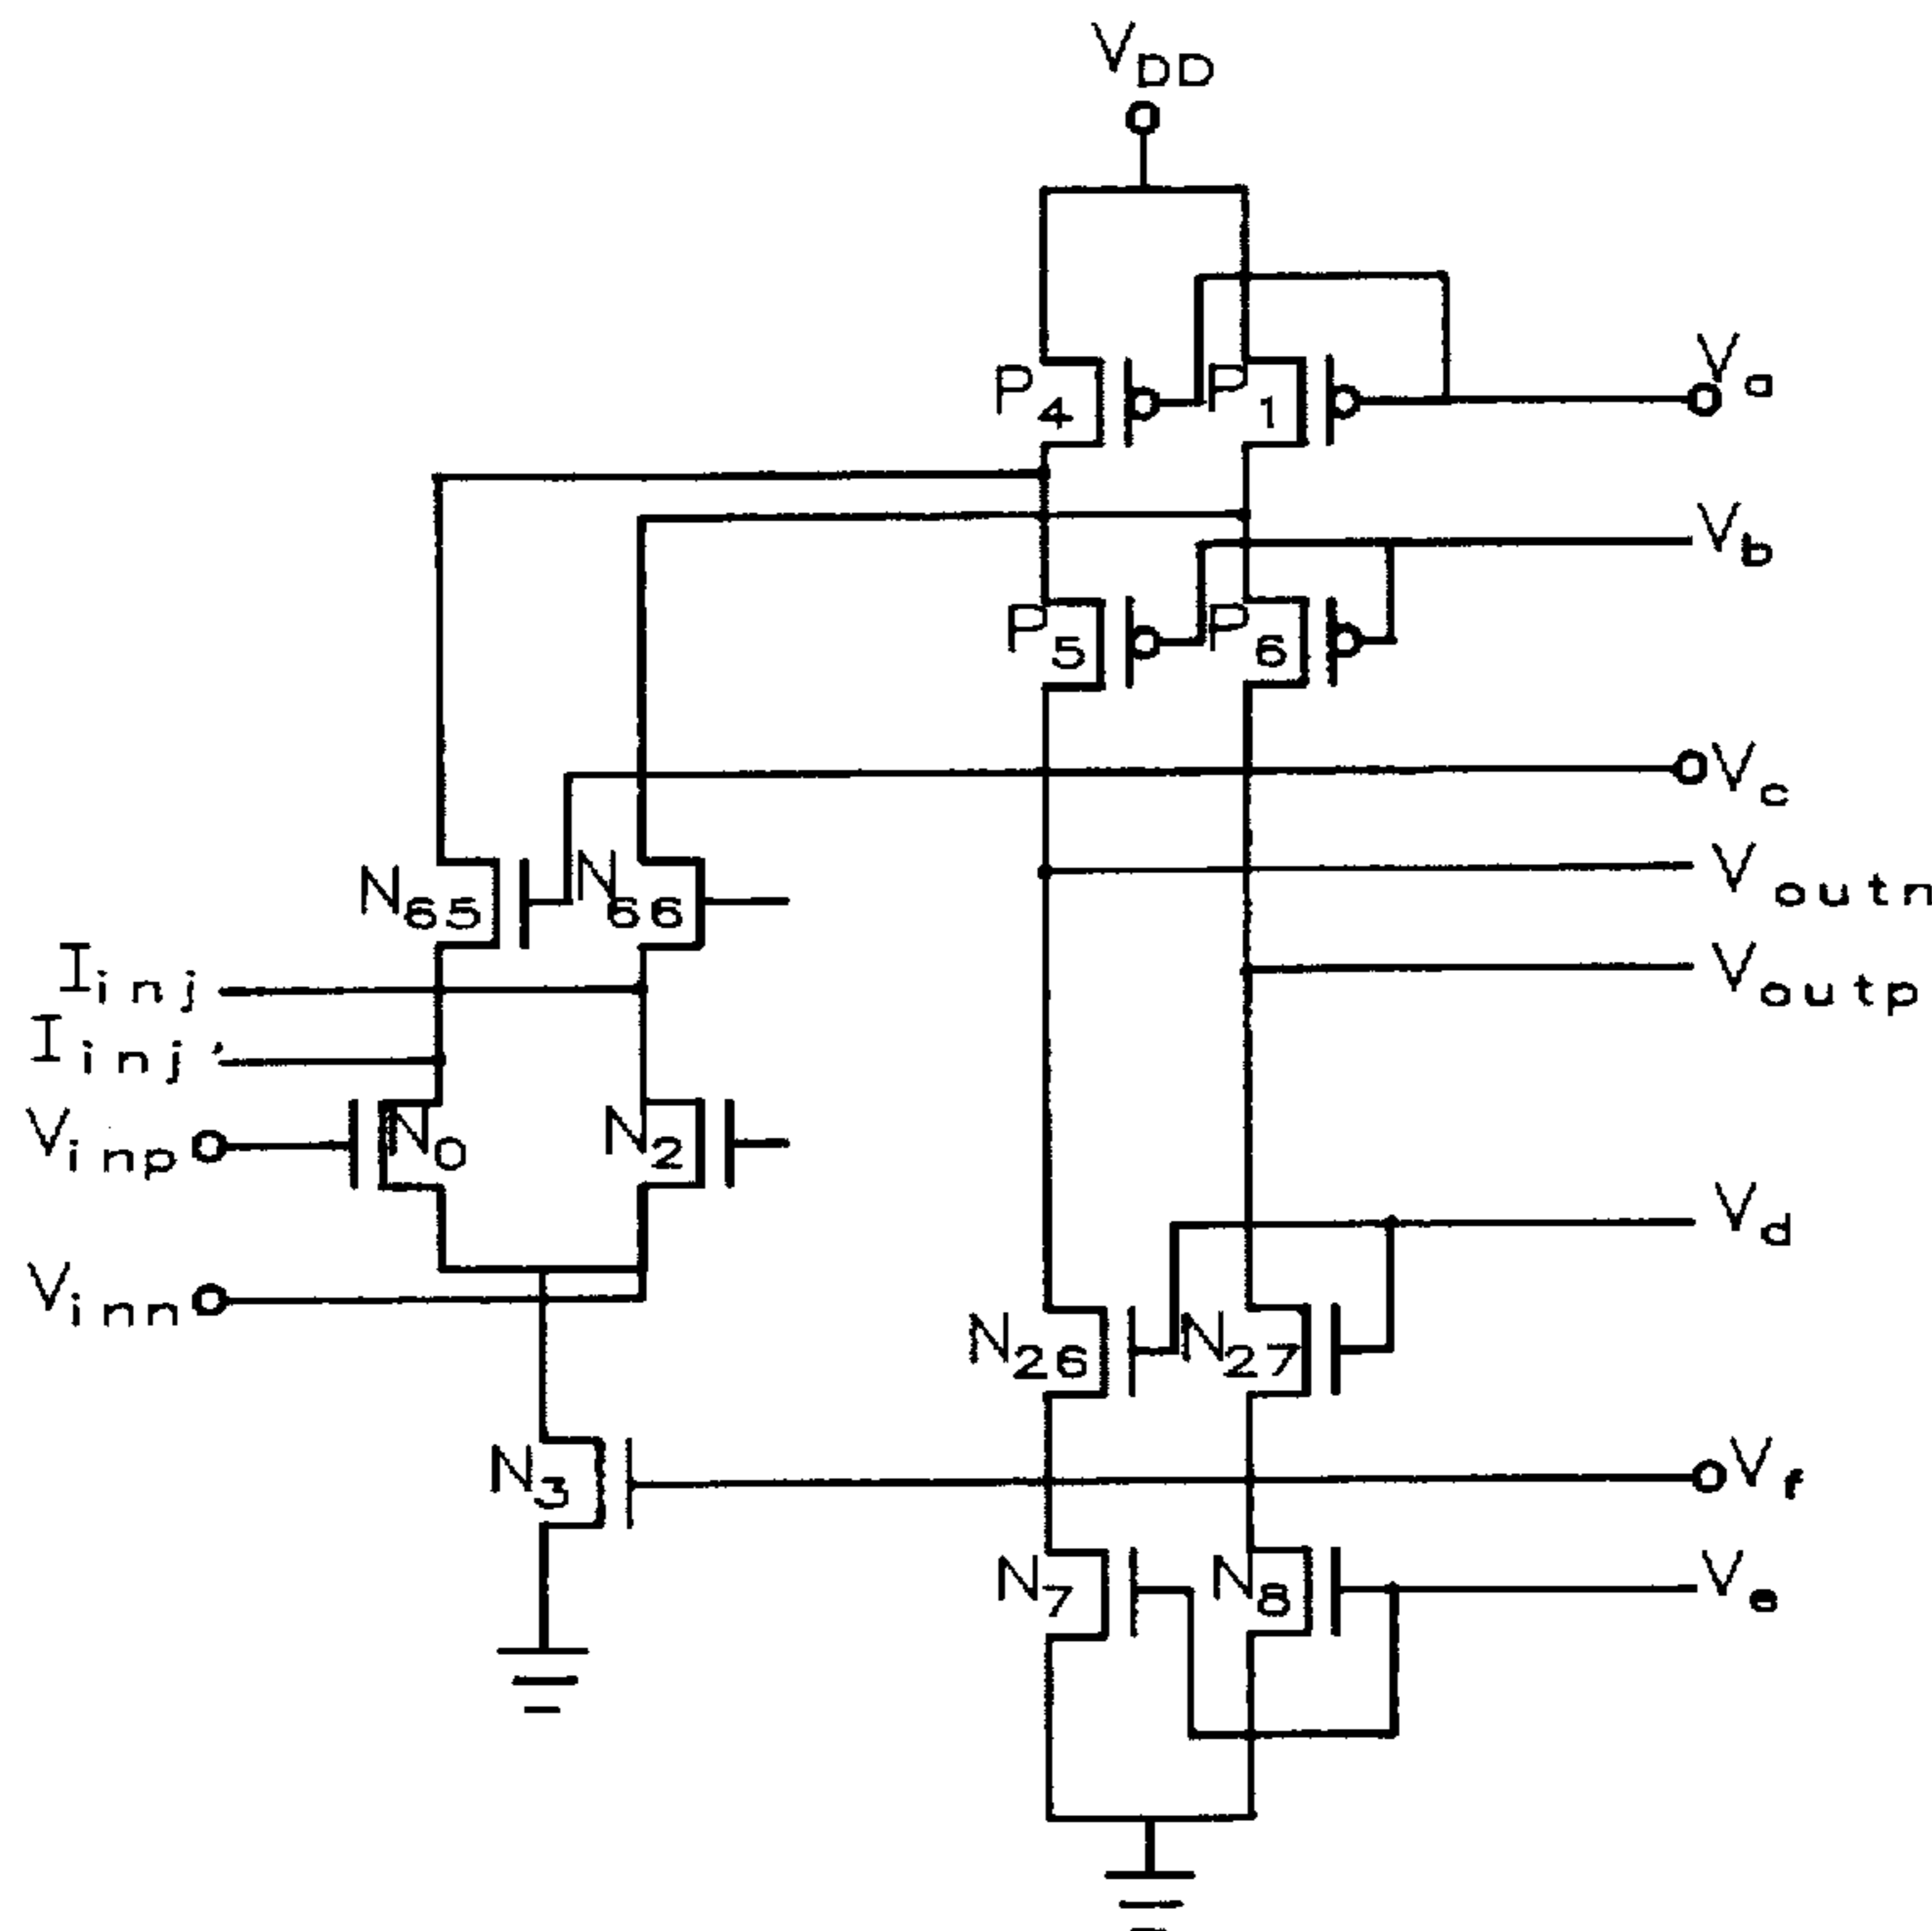 VDD
Va
P4
P1
Vb
P5
P6
Vc
N65
N66
Voutn
Iinj
Voutp
Iinj'
Vinp
N0
N2
Vd
Vinn
N26
N27
N3
Vf
N7
N8
Ve